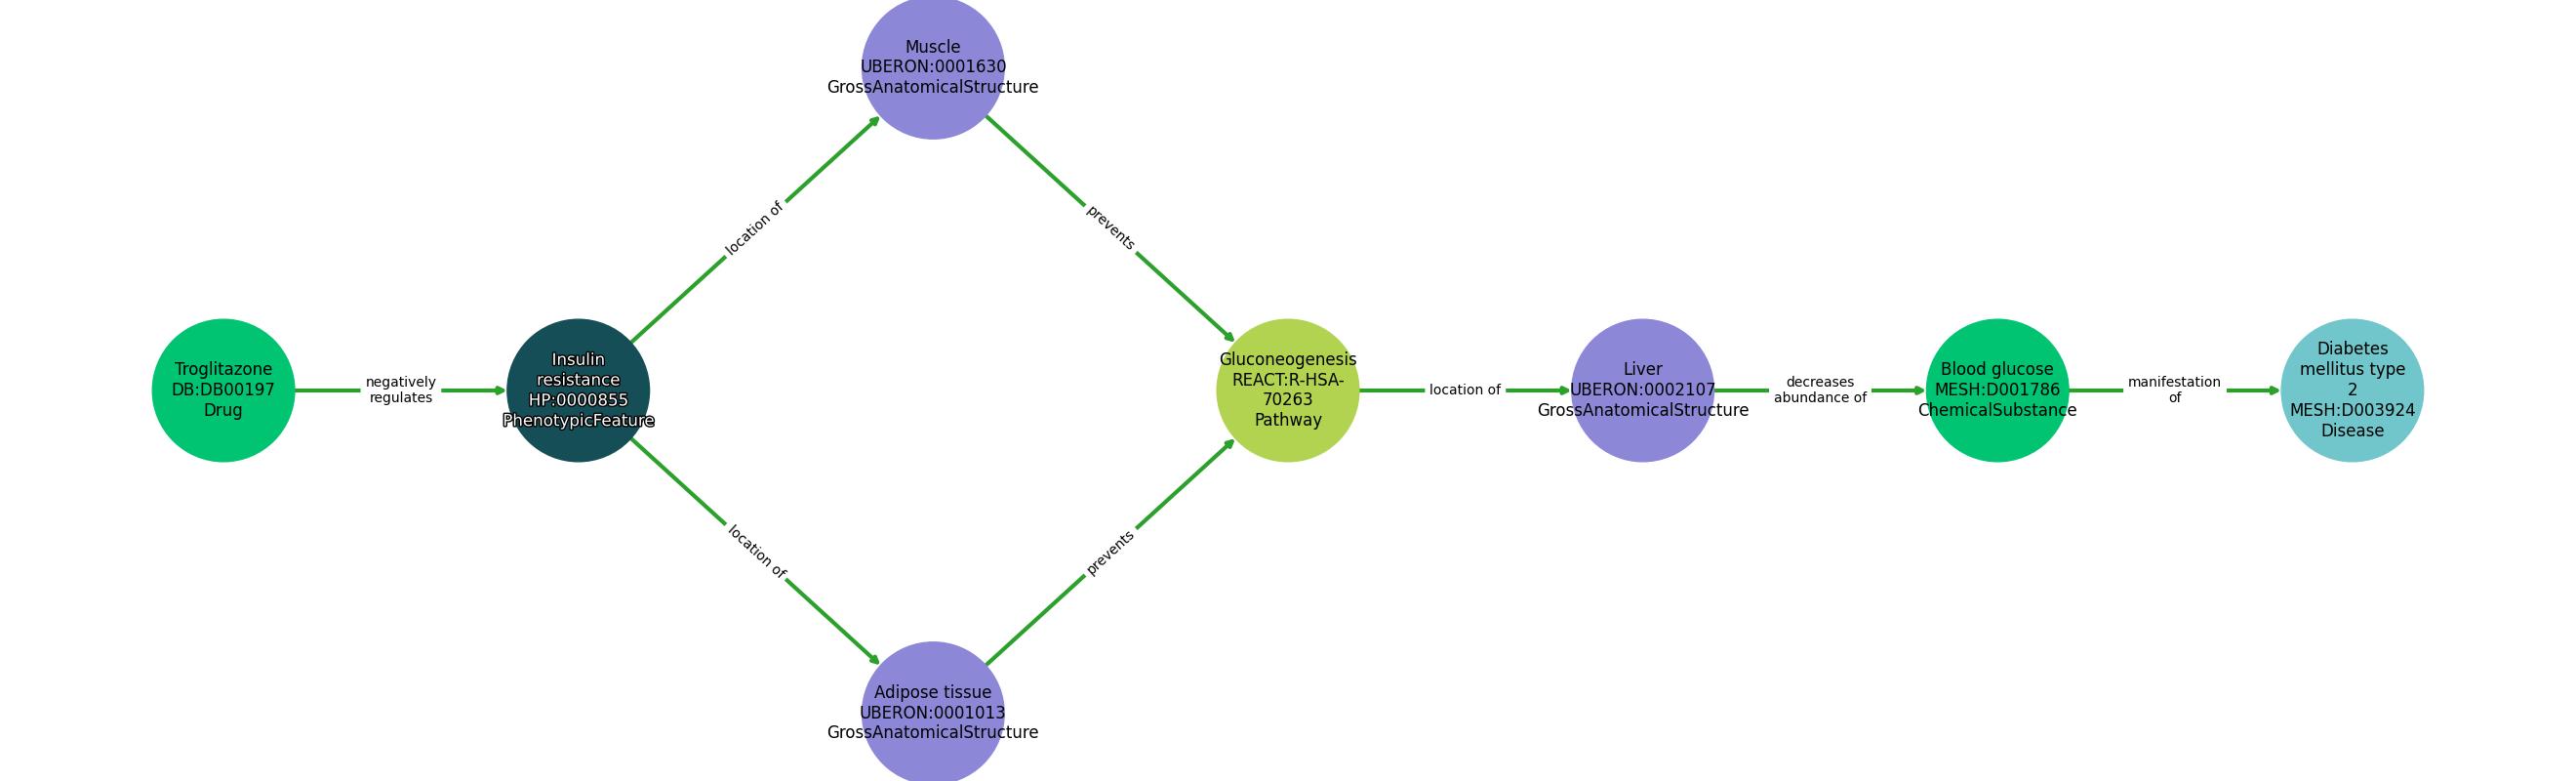 Muscle
UBERON:0001630
GrossAnatomicalStructure
location of
prevents
Troglitazone
DB:DB00197
Drug
negatively
regulates
Insulin
resistance
HP:0000855
PhenotypicFeature
Gluconeogenesis
REACT:R-HSA-
70263
Pathway
location of
Liver
UBERON:0002107
GrossAnatomicalStructure
decreases
abundance of
Blood glucose
MESH:D001786
ChemicalSubstance
manifestation
of
Diabetes
mellitus type
2
MESH:D003924
Disease
location of
prevents
Adipose tissue
UBERON:0001013
GrossAnatomicalStructure